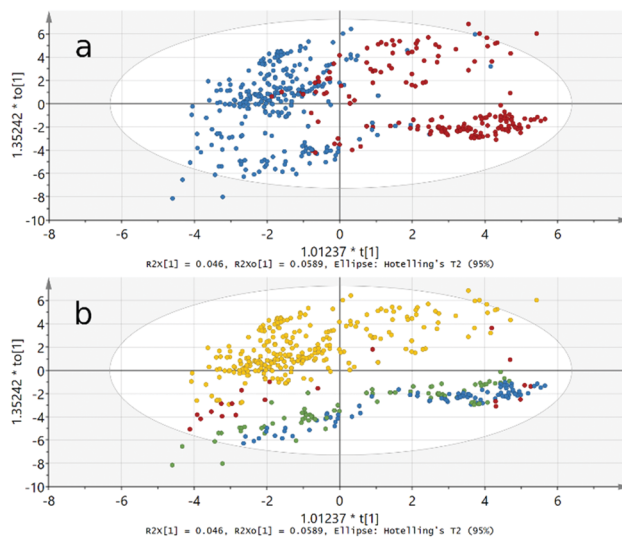 a
6
4
2
0
-2
-4
-6
-8
-10
1.35242 * to[1]
-8 -6 -4 -2 0 2 4 6
1.01237 * t[1]
R2X[1] = 0.046, R2Xo[1] = 0.0589, Ellipse: Hotelling's T2 (95%)
b
6
4
2
0
-2
-4
-6
-8
-10
1.35242 * to[1]
-8 -6 -4 -2 0 2 4 6
1.01237 * t[1]
R2X[1] = 0.046, R2Xo[1] = 0.0589, Ellipse: Hotelling's T2 (95%)